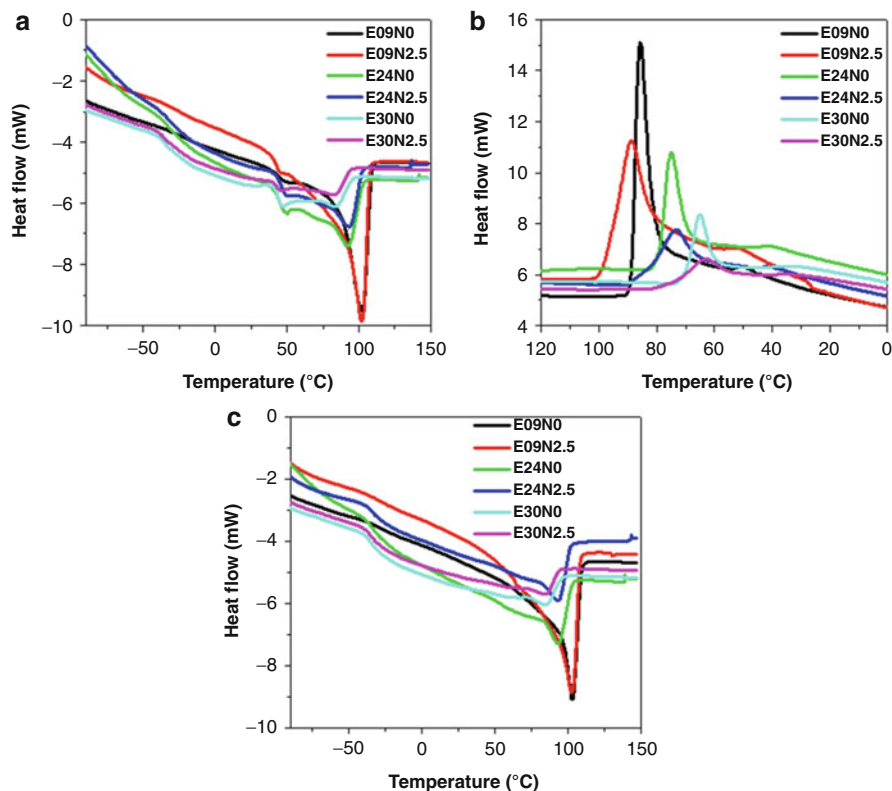 a
0
−2
−4
−6
−8
−10
Heat flow (mW)
E09N0
E09N2.5
E24N0
E24N2.5
E30N0
E30N2.5
−50 0 50 100 150
Temperature (°C)
b
16
14
12
10
8
6
4
Heat flow (mW)
E09N0
E09N2.5
E24N0
E24N2.5
E30N0
E30N2.5
120 100 80 60 40 20 0
Temperature (°C)
c
0
−2
−4
−6
−8
−10
Heat flow (mW)
E09N0
E09N2.5
E24N0
E24N2.5
E30N0
E30N2.5
−50 0 50 100 150
Temperature (°C)